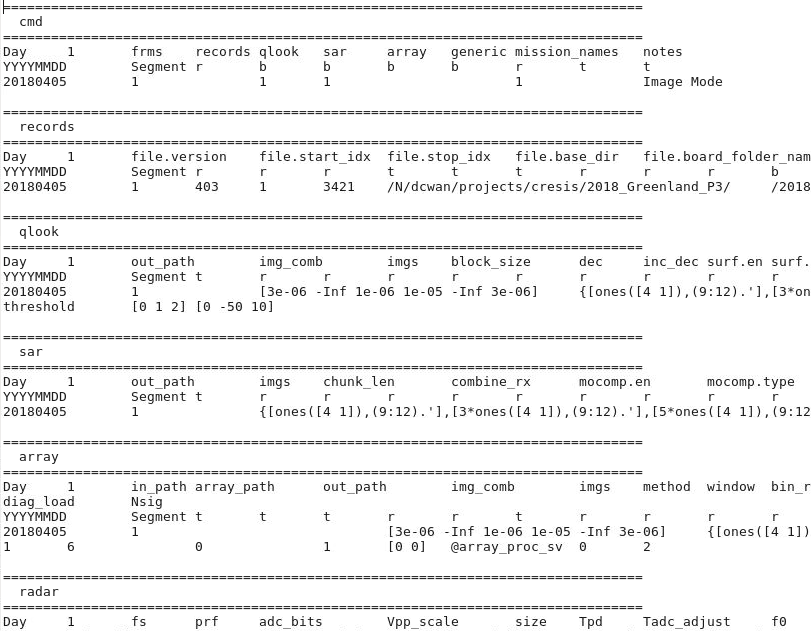 ================================================================================
cmd
================================================================================
Day 1 frms records qlook sar array generic mission_names notes
YYYYMMDD Segment r b b b b r t t
20180405 1 1 1 1 Image Mode
================================================================================
records
================================================================================
Day 1 file.version file.start_idx file.stop_idx file.base_dir file.board_folder_nam
YYYYMMDD Segment r r r t t t r r r b
20180405 1 403 1 3421 /N/dcwan/projects/cresis/2018_Greenland_P3/ /2018
================================================================================
qlook
================================================================================
Day 1 out_path img_comb imgs block_size dec inc_dec surf.en surf.
YYYYMMDD Segment t r r r r r r r r r
20180405 1 [3e-06 -Inf 1e-06 1e-05 -Inf 3e-06] {[ones([4 1]),(9:12).'],[3*on
threshold [0 1 2] [0 -50 10]
================================================================================
sar
================================================================================
Day 1 out_path imgs chunk_len combine_rx mocomp.en mocomp.type
YYYYMMDD Segment t r r r r r r r r r
20180405 1 {[ones([4 1]),(9:12).'],[3*ones([4 1]),(9:12).'],[5*ones([4 1]),(9:12
================================================================================
array
================================================================================
Day 1 in_path array_path out_path img_comb imgs method window bin_r
diag_load Nsig
YYYYMMDD Segment t t t r r t r r r r
20180405 1 [3e-06 -Inf 1e-06 1e-05 -Inf 3e-06] {[ones([4 1])
1 6 0 1 [0 0] @array_proc_sv 0 2
================================================================================
radar
================================================================================
Day 1 fs prf adc_bits Vpp_scale size Tpd Tadc_adjust f0